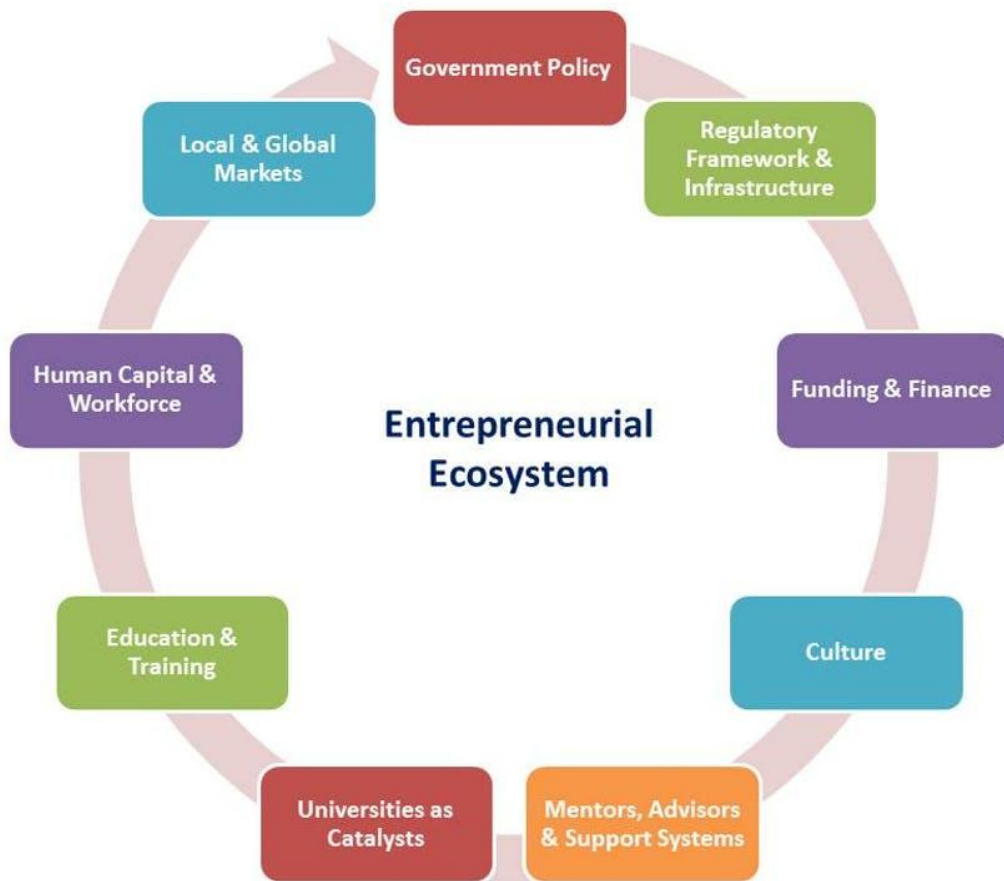 Government Policy
Regulatory
Framework &
Infrastructure
Funding & Finance
Culture
Mentors, Advisors
& Support Systems
Universities as
Catalysts
Education &
Training
Human Capital &
Workforce
Local & Global
Markets
Entrepreneurial
Ecosystem